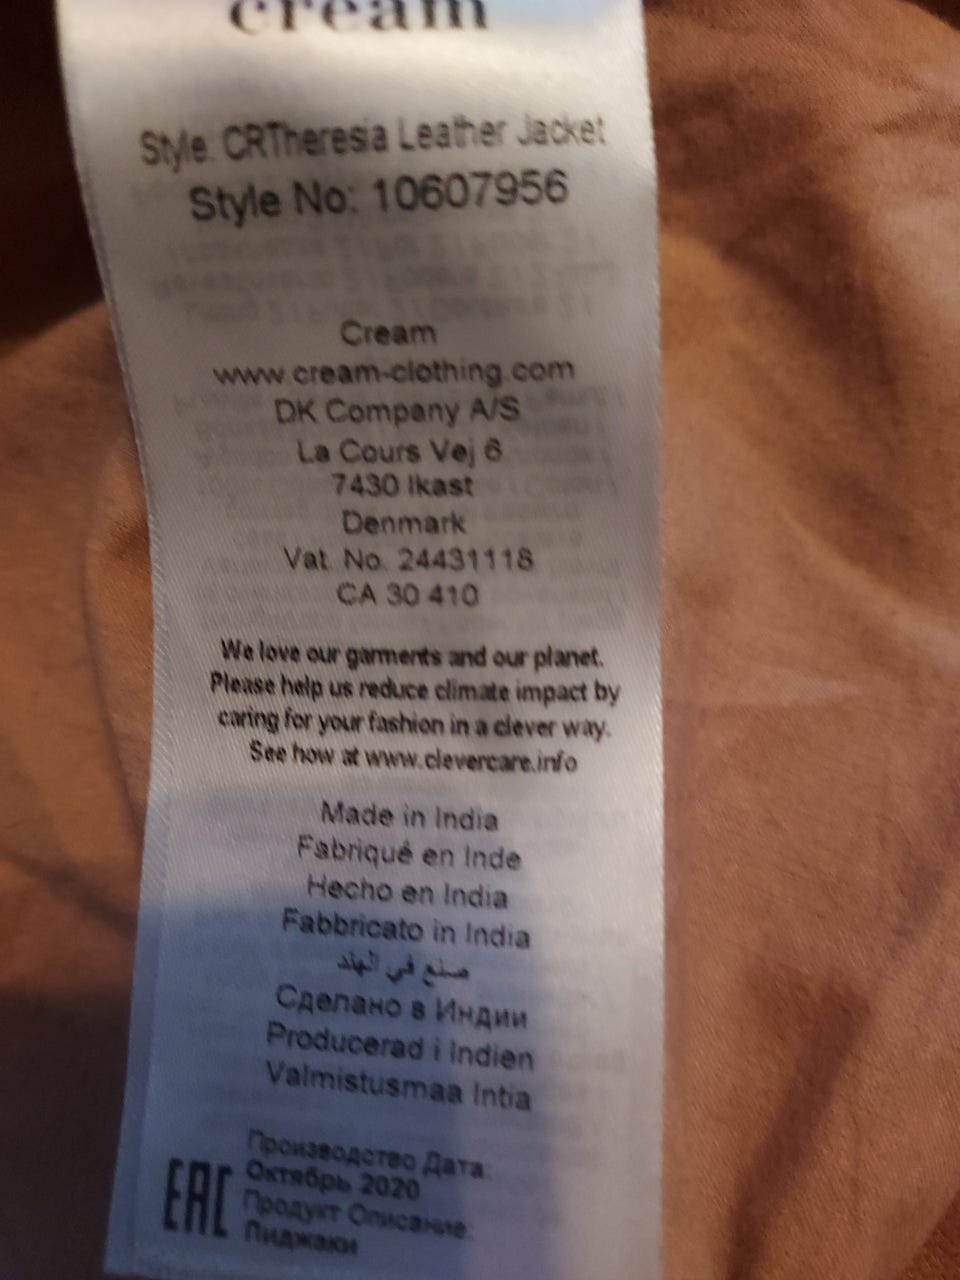 cream
Style: CRTheresia Leather Jacket
Style No: 10607956
Cream
www.cream-clothing.com
DK Company A/S
La Cours Vej 6
7430 Ikast
Denmark
Vat. No. 24431118
CA 30 410
We love our garments and our planet.
Please help us reduce climate impact by
caring for your fashion in a clever way.
See how at www.clevercare.info
Made in India
Fabriqué en Inde
Hecho en India
Fabbricato in India
صنع في الهند
Сделано в Индии
Producerad i Indien
Valmistusmaa Intia
Производство Дата:
Октябрь 2020
EAC Продукт Описание:
Пиджаки